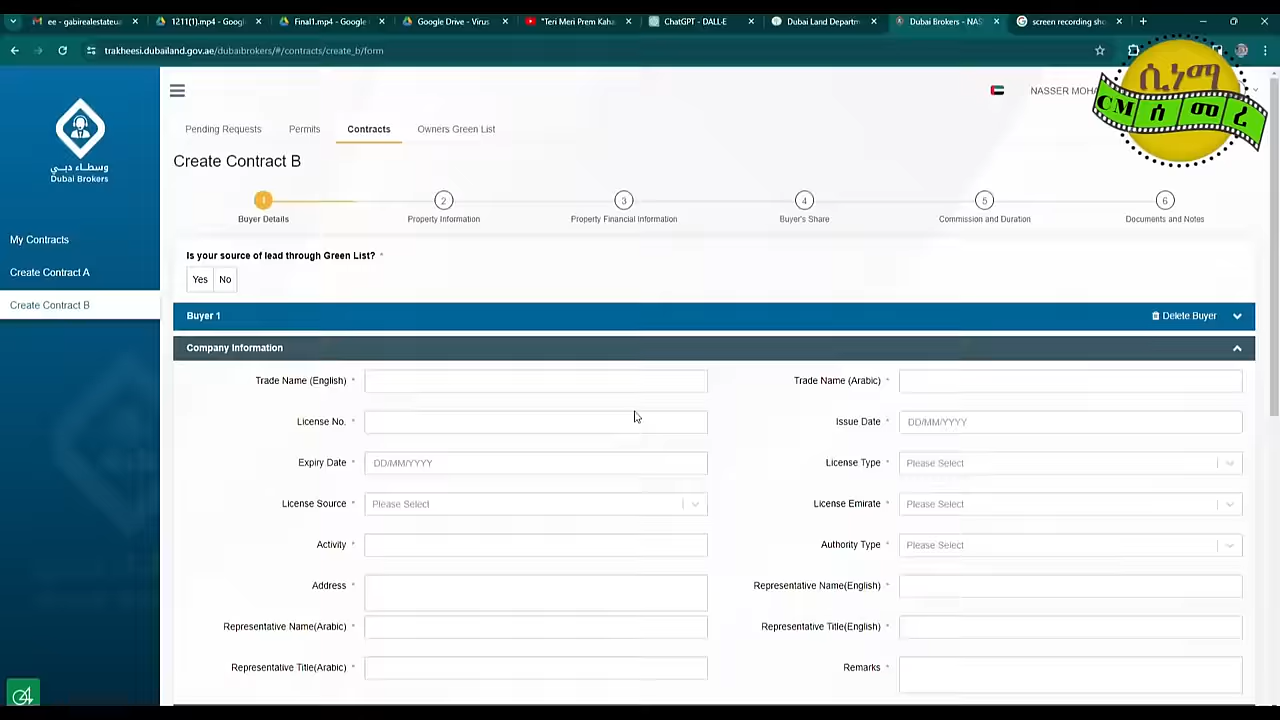 ee - gabirealestateua
1211(1).mp4 - Googl
Final1.mp4 - Google
Google Drive - Virus
"Teri Meri Prem Kaha
ChatGPT - DALL·E
Dubai Land Departm
Dubai Brokers - NAS
screen recording sho
trakheesi.dubailand.gov.ae/dubaibrokers/#/contracts/create_b/form
ሲነማ
CM ሰ መ ረ
NASSER MOHA
وسطاء دبي
Dubai Brokers
My Contracts
Create Contract A
Create Contract B
Pending Requests
Permits
Contracts
Owners Green List
Create Contract B
1
2
3
4
5
6
Buyer Details
Property Information
Property Financial Information
Buyer's Share
Commission and Duration
Documents and Notes
Is your source of lead through Green List? *
Yes
No
Buyer 1
Delete Buyer
Company Information
Trade Name (English) *
Trade Name (Arabic) *
License No. *
Issue Date * DD/MM/YYYY
Expiry Date * DD/MM/YYYY
License Type * Please Select
License Source * Please Select
License Emirate * Please Select
Activity *
Authority Type * Please Select
Address *
Representative Name(English) *
Representative Name(Arabic) *
Representative Title(English) *
Representative Title(Arabic) *
Remarks *